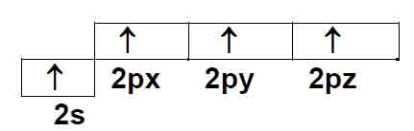 ↑ ↑ ↑
↑ 2px 2py 2pz
2s